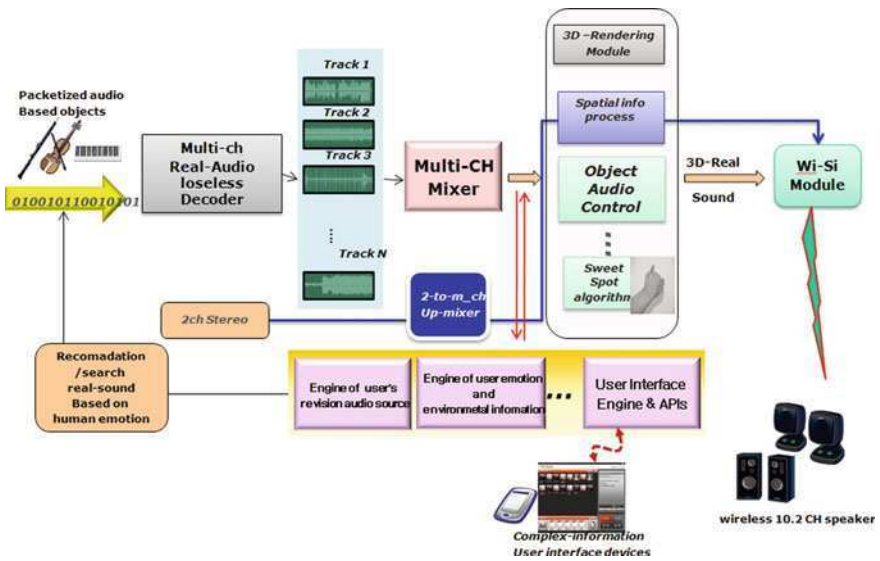 Packetized audio
Based objects
010010110010101
Multi-ch
Real-Audio
loseless
Decoder
Track 1
Track 2
Track 3
Track N
Multi-CH
Mixer
3D –Rendering
Module
Spatial info
process
Object
Audio
Control
Sweet
Spot
algorithm
3D-Real
Sound
Wi-Si
Module
2ch Stereo
2-to-m_ch
Up-mixer
Recomadation
/search
real-sound
Based on
human emotion
Engine of user's
revision audio source
Engine of user emotion
and
environmetal infomation
...
User Interface
Engine & APIs
Complex-information
User interface devices
wireless 10.2 CH speaker